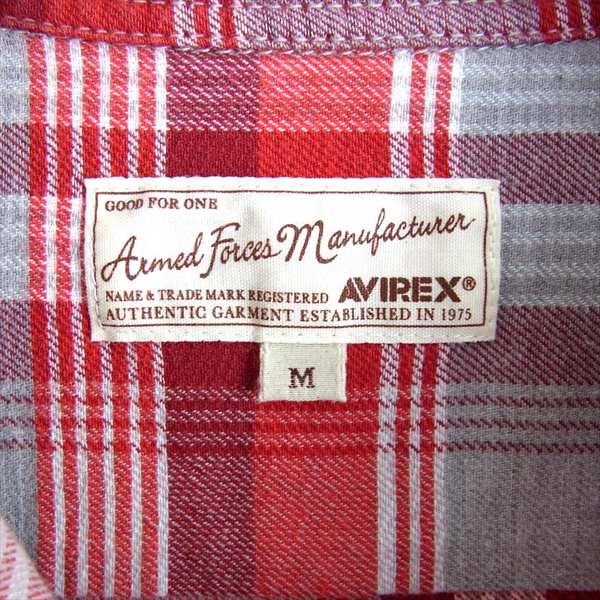 GOOD FOR ONE
Armed Forces Manufacturer
NAME & TRADE MARK REGISTERED AVIREX®
AUTHENTIC GARMENT ESTABLISHED IN 1975
M